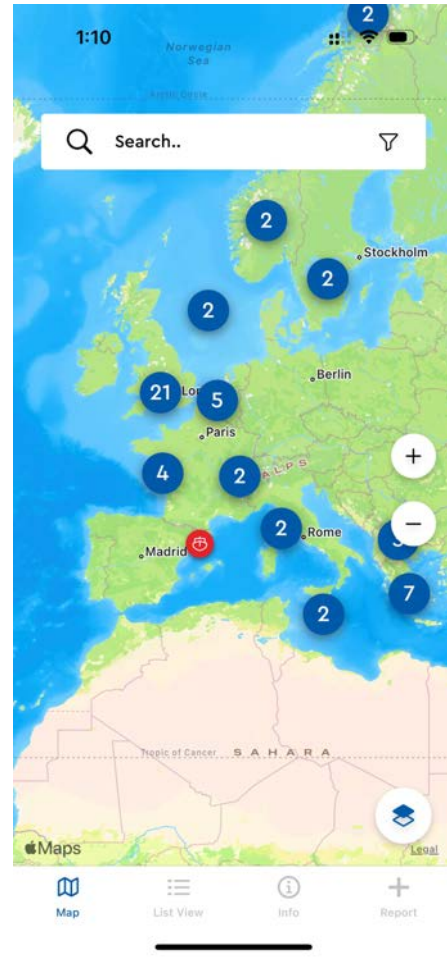 2
1:10
Norwegian
Sea
Arctic Circle
Search..
2
Stockholm
2
2
Berlin
21
Lo
5
Paris
4
2
ALPS
+
2
Rome
−
Madrid
7
2
Tropic of Cancer
SAHARA
Maps
Legal
Map
List View
Info
Report